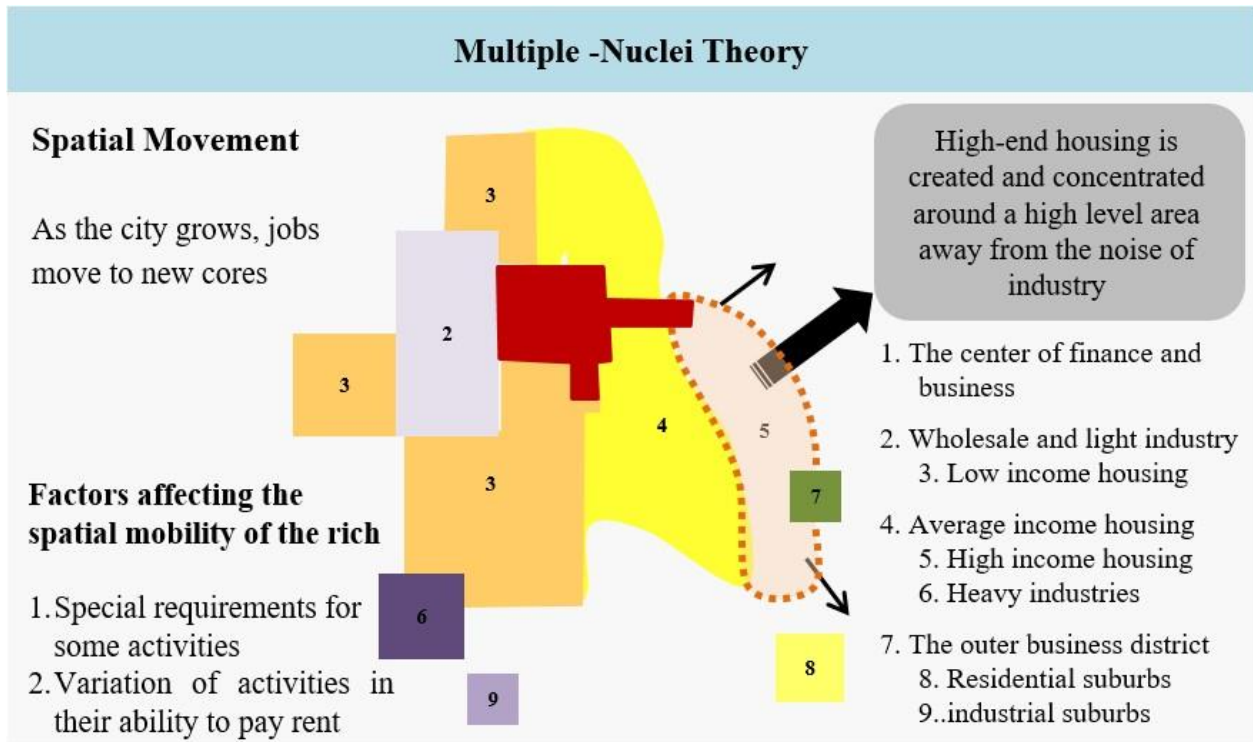 Multiple -Nuclei Theory
Spatial Movement
As the city grows, jobs
move to new cores
Factors affecting the
spatial mobility of the rich
1. Special requirements for
some activities
2. Variation of activities in
their ability to pay rent
3
2
3
3
4
5
7
6
9
8
High-end housing is
created and concentrated
around a high level area
away from the noise of
industry
1. The center of finance and
business
2. Wholesale and light industry
3. Low income housing
4. Average income housing
5. High income housing
6. Heavy industries
7. The outer business district
8. Residential suburbs
9..industrial suburbs